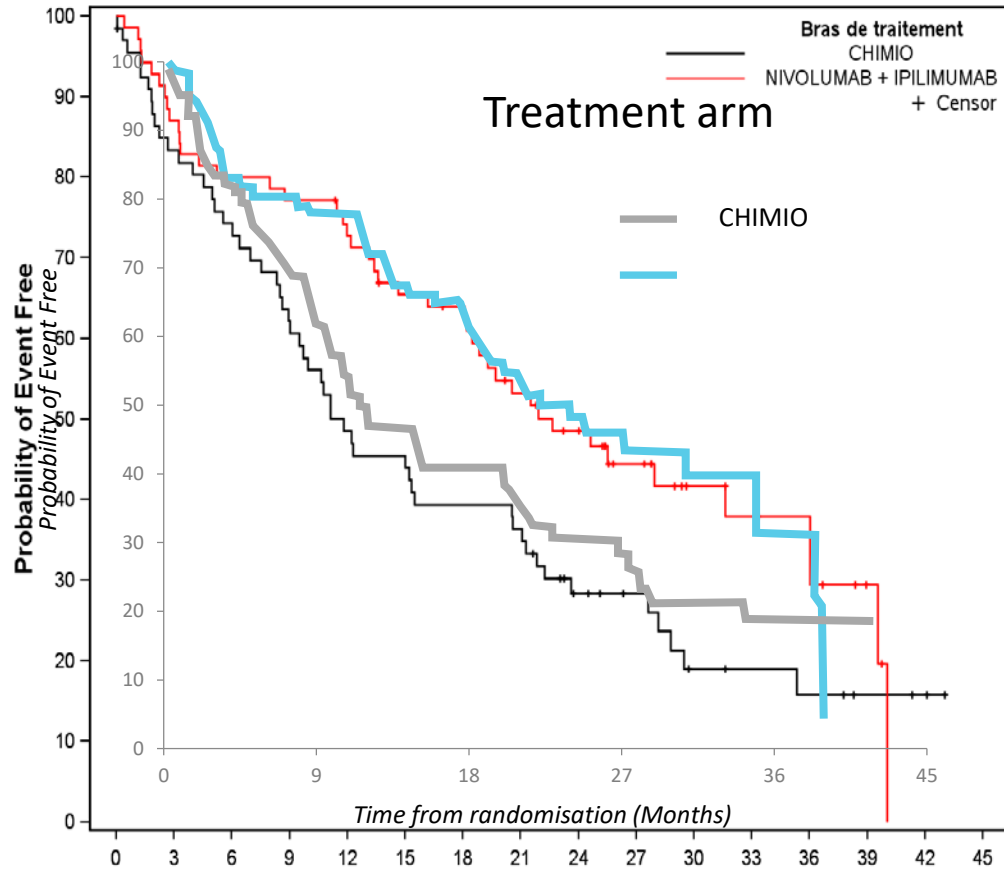 Bras de traitement
CHIMIO
NIVOLUMAB + IPILIMUMAB
+ Censor
Treatment arm
CHIMIO
Probability of Event Free
Probability of Event Free
100
90
80
70
60
50
40
30
20
10
0
100
90
80
70
60
50
40
30
20
10
0
0 9 18 27 36 45
Time from randomisation (Months)
0 3 6 9 12 15 18 21 24 27 30 33 36 39 42 45